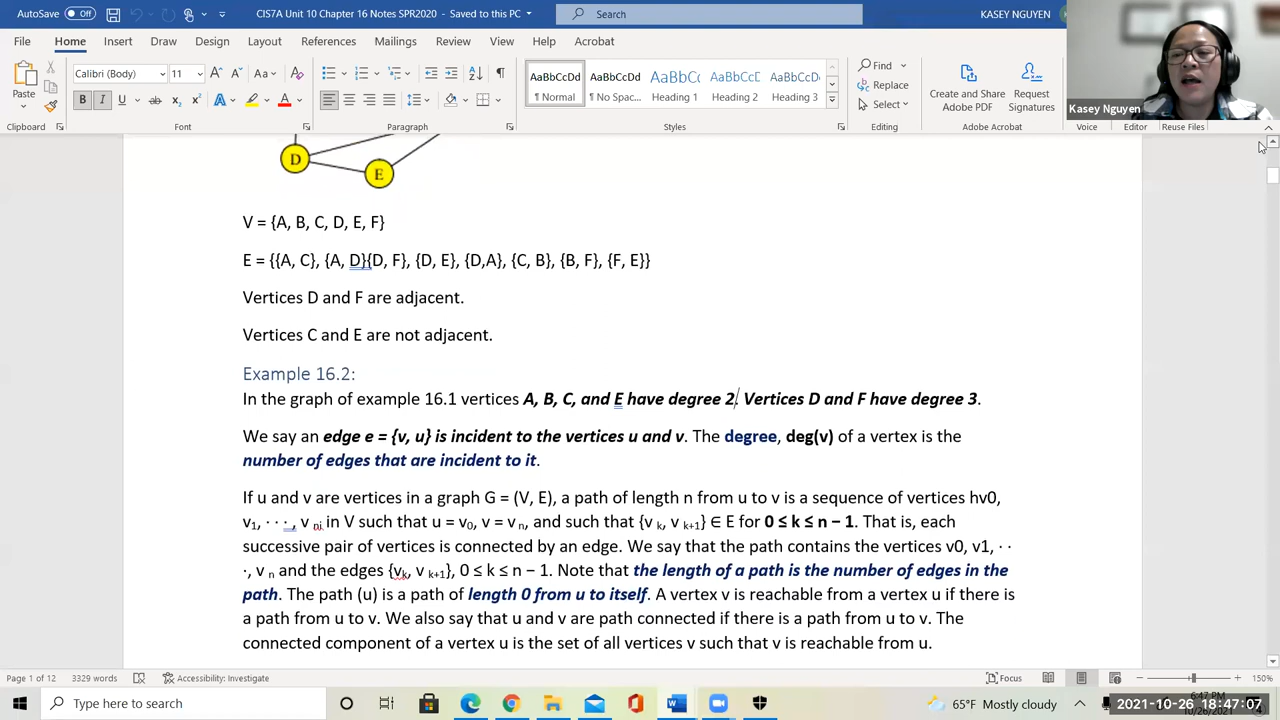 AutoSave Off CIS7A Unit 16 Notes SPR2020 - Saved to this PC Search KASEY NGUYEN
File Home Insert Draw Design Layout References Mailings Review View Help Acrobat
Calibri (Body) 11 Find
Paste Replace
Select
AaBbCcDd AaBbCcDd AaBbCc AaBbCcD AaBbCcD
¶ Normal ¶ No Spac... Heading 1 Heading 2 Heading 3
Create and Share Adobe PDF Request Signatures
Clipboard Font Paragraph Styles Editing Adobe Acrobat Voice Editor Reuse Files
Kasey Nguyen
D
E
V = {A, B, C, D, E, F}
E = {{A, C}, {A, D}{D, F}, {D, E}, {D,A}, {C, B}, {B, F}, {F, E}}
Vertices D and F are adjacent.
Vertices C and E are not adjacent.
Example 16.2:
In the graph of example 16.1 vertices A, B, C, and E have degree 2. Vertices D and F have degree 3.
We say an edge e = {v, u} is incident to the vertices u and v. The degree, deg(v) of a vertex is the
number of edges that are incident to it.
If u and v are vertices in a graph G = (V, E), a path of length n from u to v is a sequence of vertices hv0,
v1, · · · , v ni in V such that u = v0, v = v n, and such that {v k, v k+1} ∈ E for 0 ≤ k ≤ n − 1. That is, each
successive pair of vertices is connected by an edge. We say that the path contains the vertices v0, v1, · ·
·, v n and the edges {vk, v k+1}, 0 ≤ k ≤ n − 1. Note that the length of a path is the number of edges in the
path. The path (u) is a path of length 0 from u to itself. A vertex v is reachable from a vertex u if there is
a path from u to v. We also say that u and v are path connected if there is a path from u to v. The
connected component of a vertex u is the set of all vertices v such that v is reachable from u.
Page 1 of 12 3329 words Accessibility: Investigate Focus 150%
Type here to search 65°F Mostly cloudy 6:47 PM
2021-10-26 18:47:07